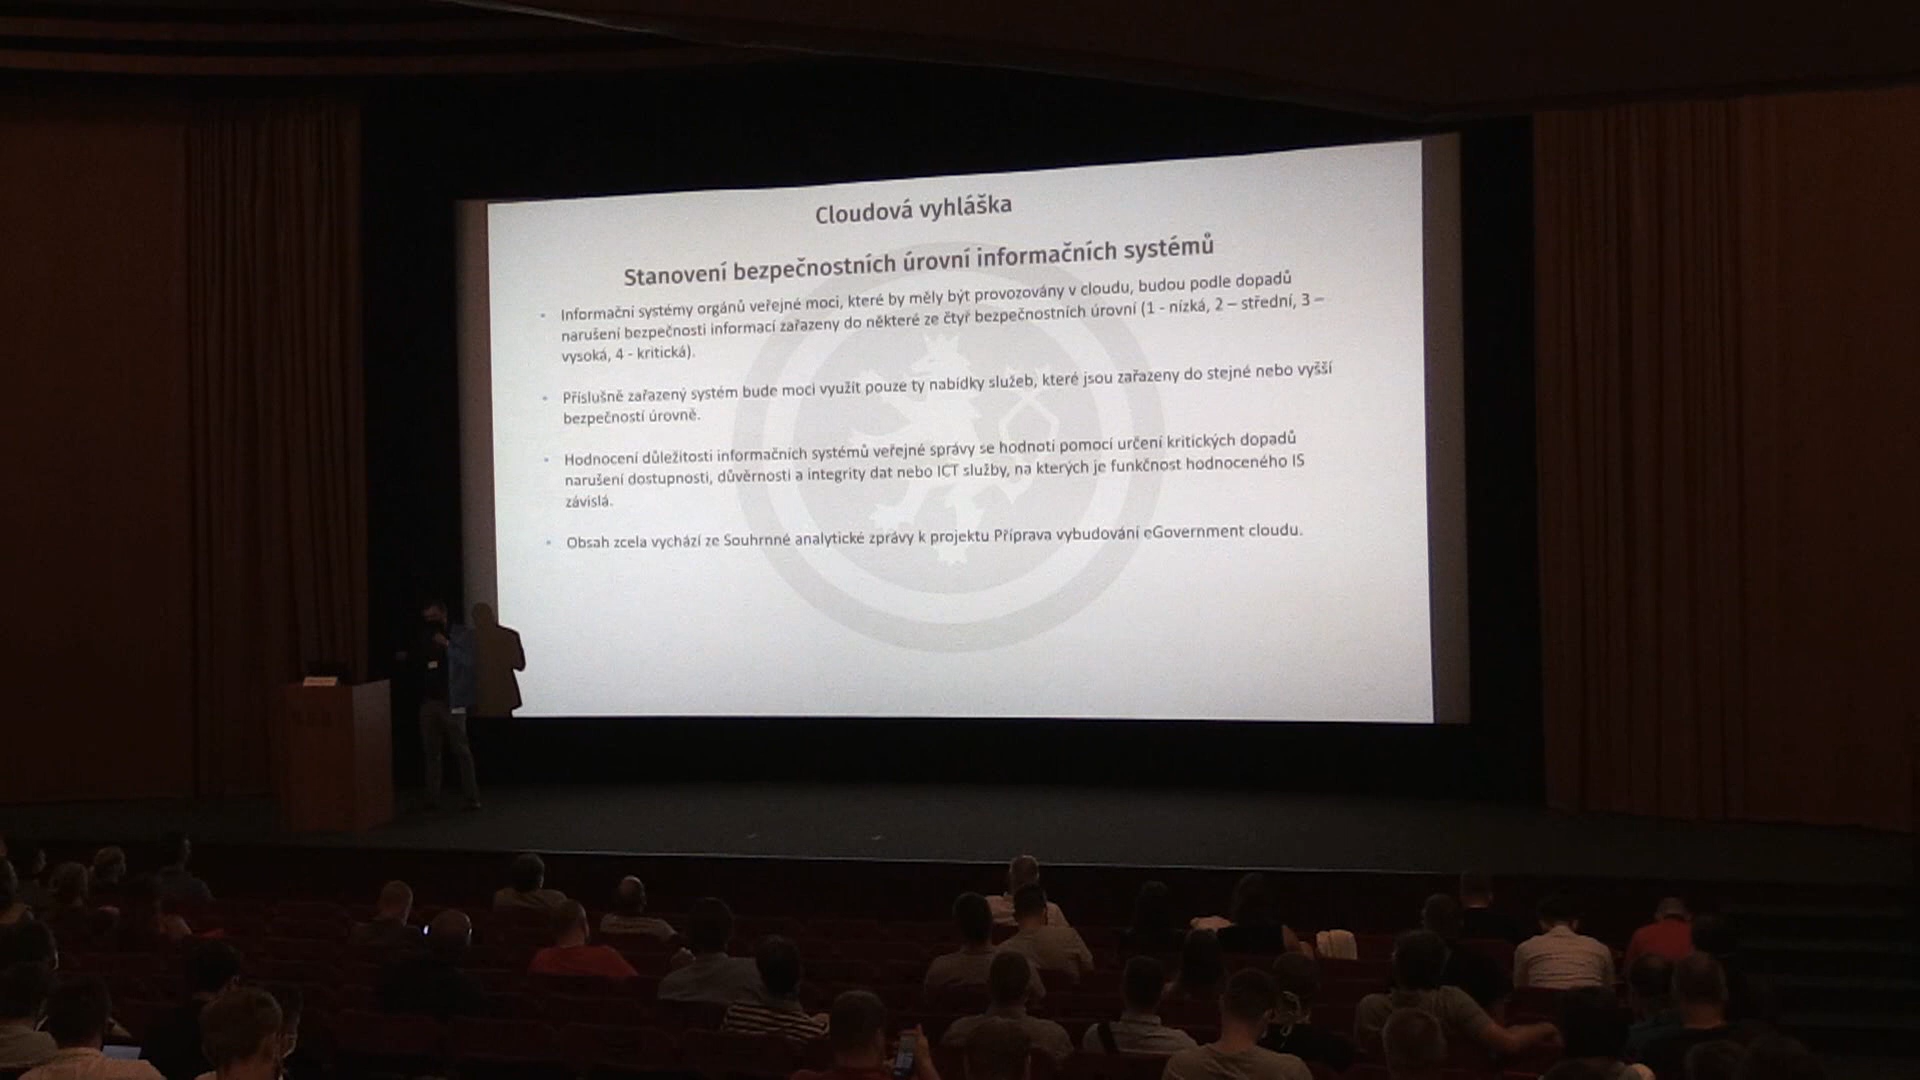 Cloudová vyhláška
Stanovení bezpečnostních úrovní informačních systémů
• Informační systémy orgánů veřejné moci, které by měly být provozovány v cloudu, budou podle dopadů
narušení bezpečnosti informací zařazeny do některé ze čtyř bezpečnostních úrovní (1 - nízká, 2 – střední, 3 –
vysoká, 4 - kritická).
• Příslušně zařazený systém bude moci využít pouze ty nabídky služeb, které jsou zařazeny do stejné nebo vyšší
bezpečností úrovně.
• Hodnocení důležitosti informačních systémů veřejné správy se hodnotí pomocí určení kritických dopadů
narušení dostupnosti, důvěrnosti a integrity dat nebo ICT služby, na kterých je funkčnost hodnoceného IS
závislá.
• Obsah zcela vychází ze Souhrnné analytické zprávy k projektu Příprava vybudování eGovernment cloudu.